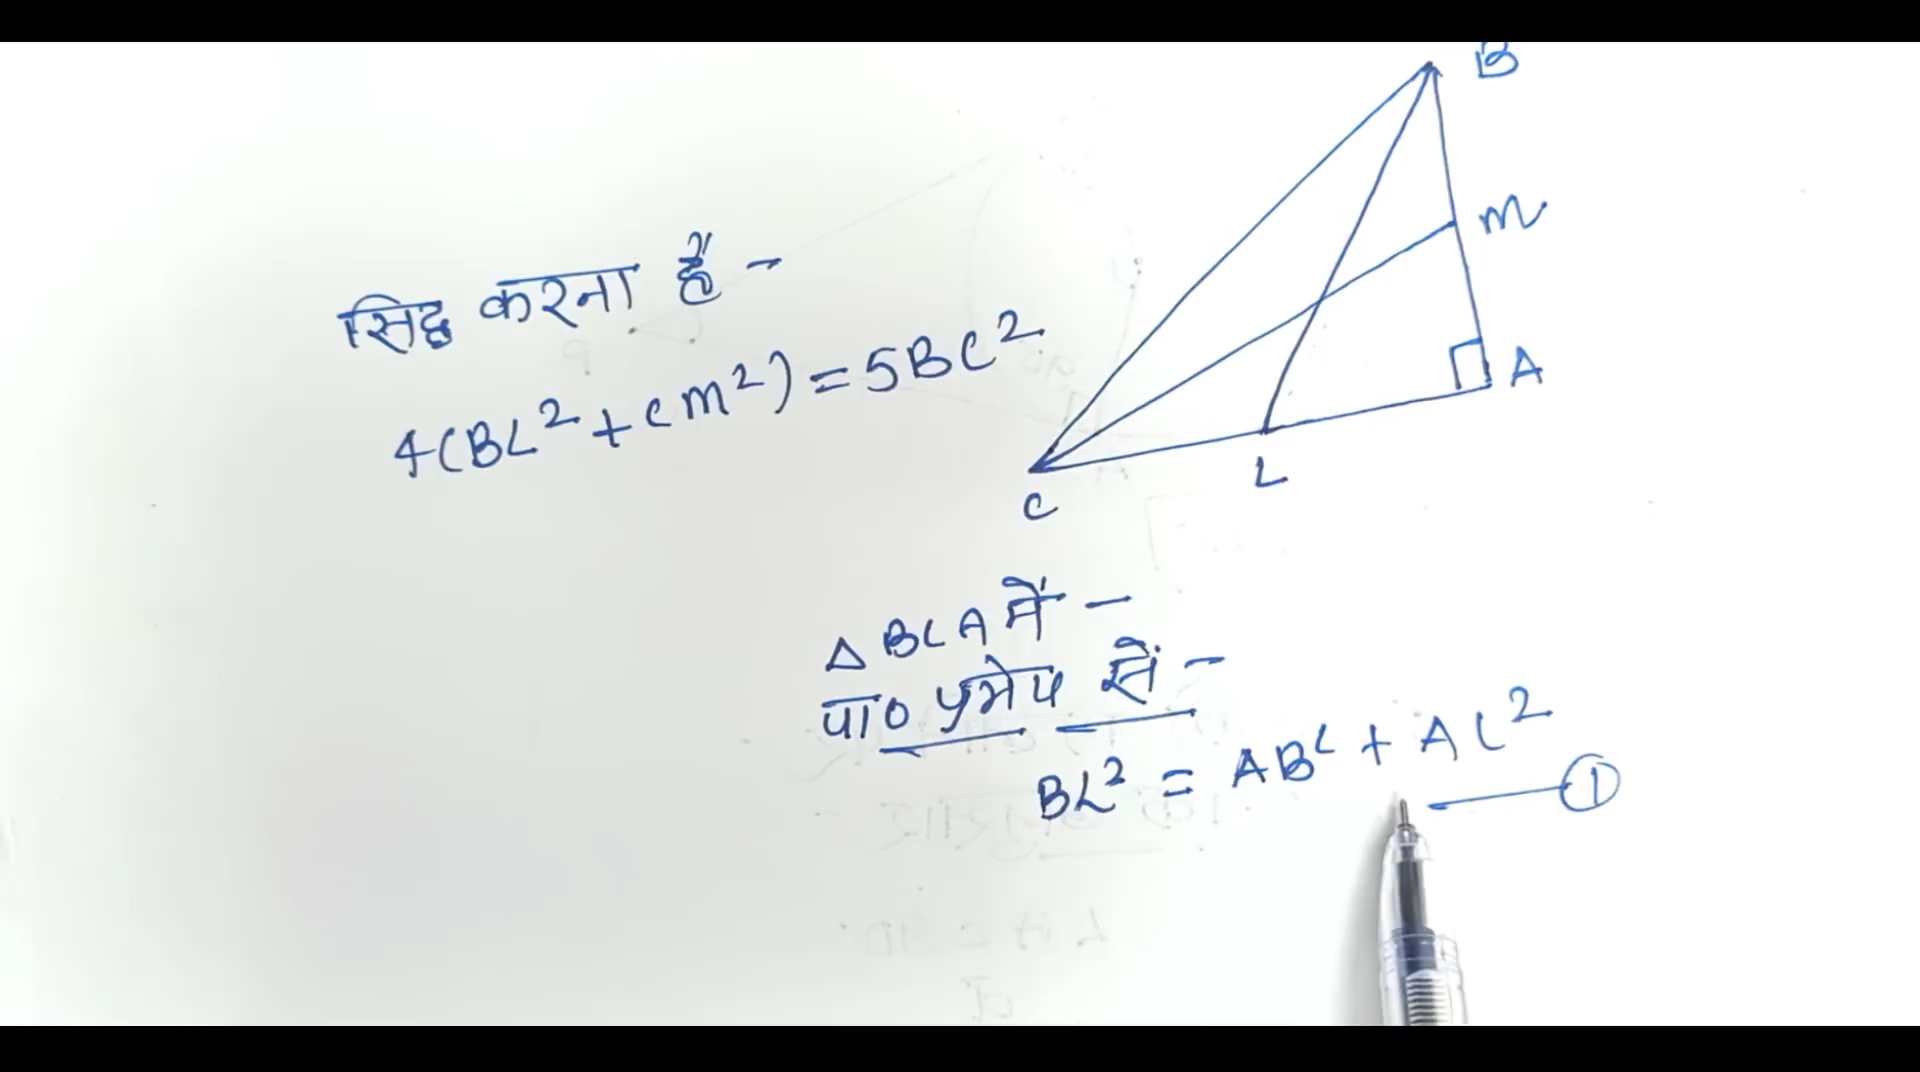 B
m
सिद्ध करना है -
4(BL² + cm²) = 5BC²
A
L
C
△ BLA में -
पा० प्रमेय से -
BL² = AB² + AL²
①